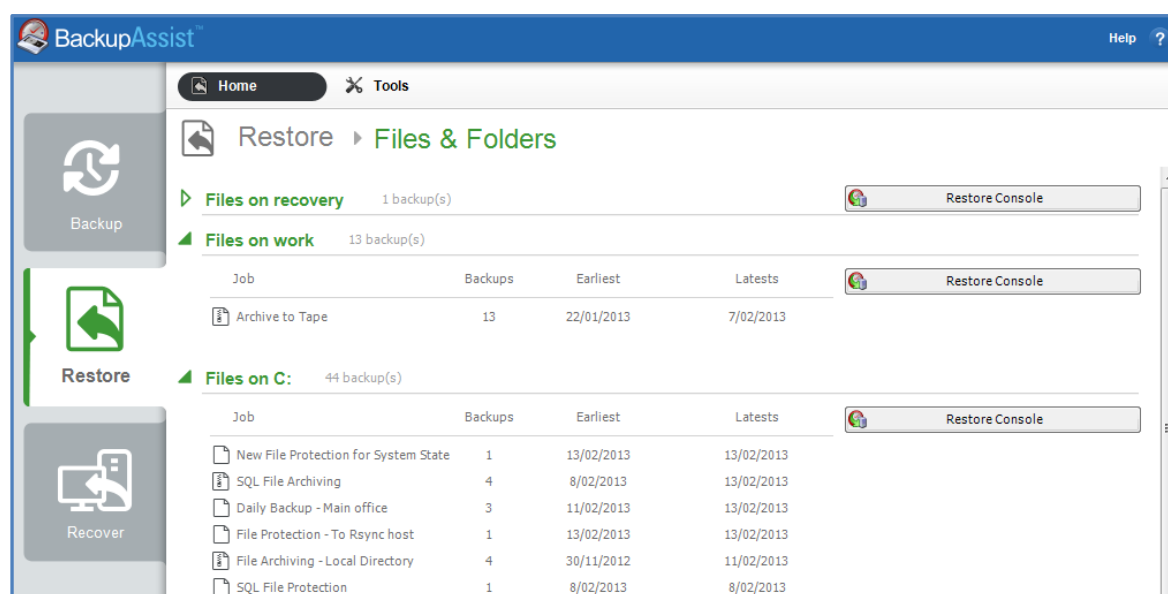 BackupAssist™ Help ?
Home Tools
Restore Files & Folders
Files on recovery 1 backup(s) Restore Console
Backup
Files on work 13 backup(s)
Job Backups Earliest Latests Restore Console
Archive to Tape 13 22/01/2013 7/02/2013
Restore
Files on C: 44 backup(s)
Job Backups Earliest Latests Restore Console
New File Protection for System State 1 13/02/2013 13/02/2013
SQL File Archiving 4 8/02/2013 13/02/2013
Daily Backup - Main office 3 11/02/2013 13/02/2013
Recover
File Protection - To Rsync host 1 13/02/2013 13/02/2013
File Archiving - Local Directory 4 30/11/2012 11/02/2013
SQL File Protection 1 8/02/2013 8/02/2013